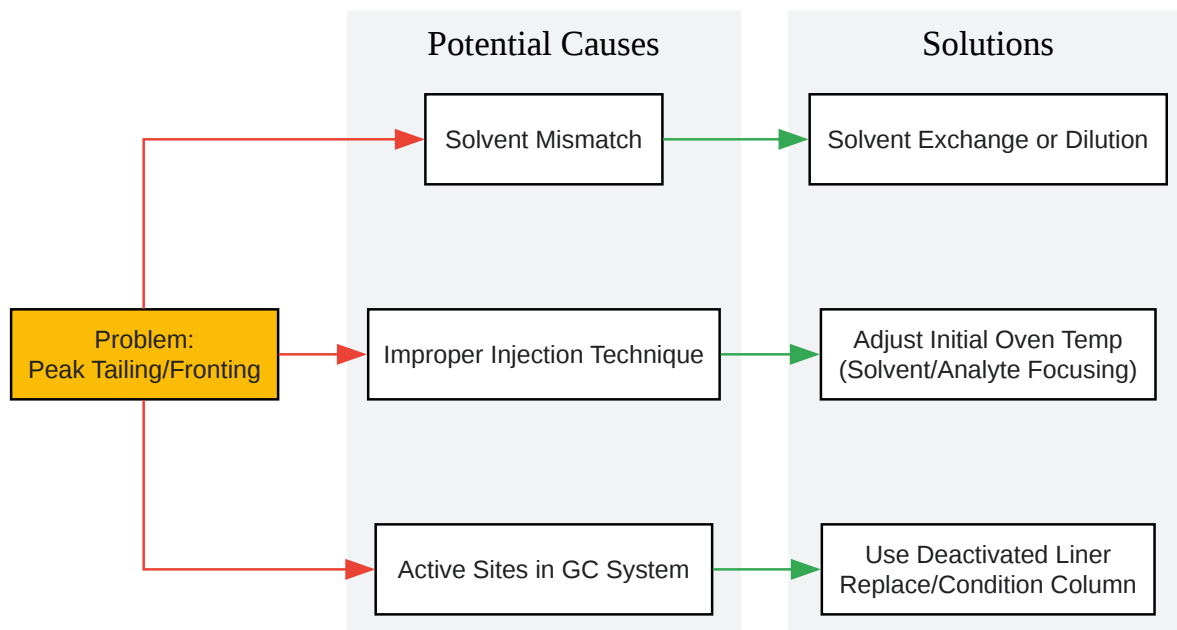 Potential Causes
Solutions
Solvent Mismatch
Solvent Exchange or Dilution
Problem:
Peak Tailing/Fronting
Improper Injection Technique
Adjust Initial Oven Temp
(Solvent/Analyte Focusing)
Active Sites in GC System
Use Deactivated Liner
Replace/Condition Column